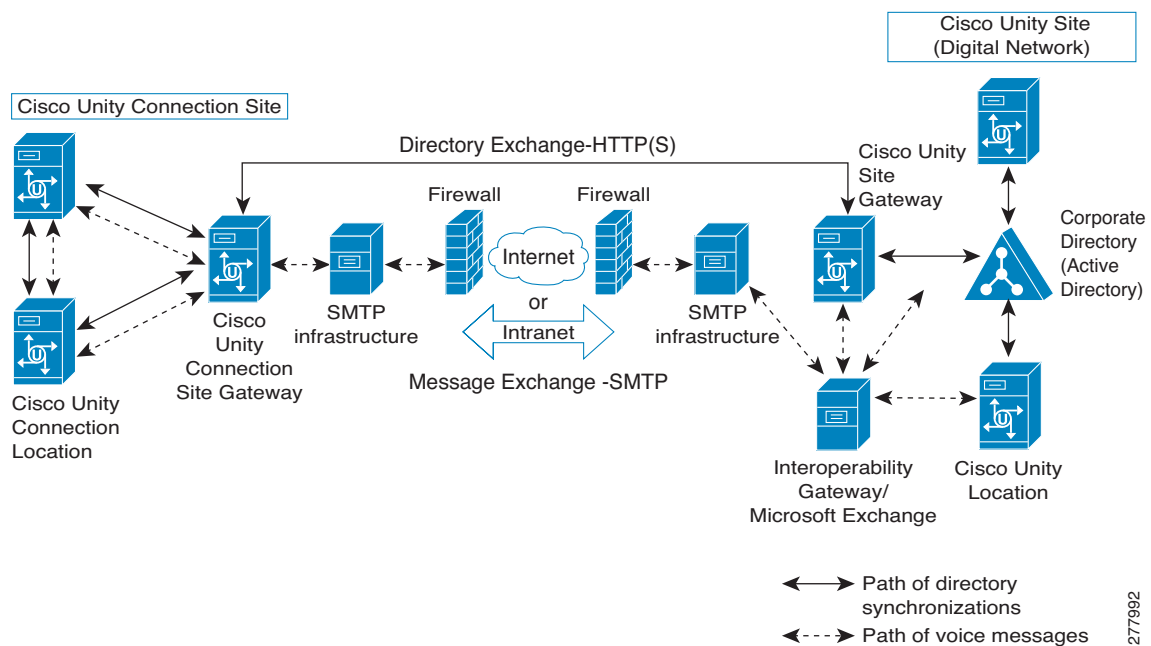 Cisco Unity Site
(Digital Network)
Cisco Unity Connection Site
Directory Exchange-HTTP(S)
Cisco Unity
Site
Gateway
Firewall
Firewall
Corporate
Directory
(Active
Directory)
Internet
or
Intranet
SMTP
infrastructure
SMTP
infrastructure
Cisco
Unity
Connection
Site Gateway
Message Exchange -SMTP
Cisco Unity
Connection
Location
Interoperability
Gateway/
Microsoft Exchange
Cisco Unity
Location
Path of directory
synchronizations
Path of voice messages
277992